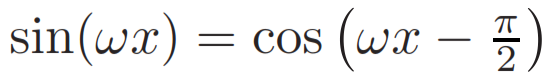 sin(ωx) = cos(ωx − π/2)